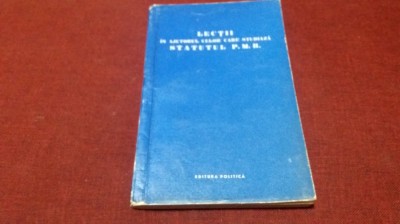 LECȚII
ÎN AJUTORUL CELOR CARE STUDIAZĂ
STATUTUL P.M.R.
EDITURA POLITICĂ